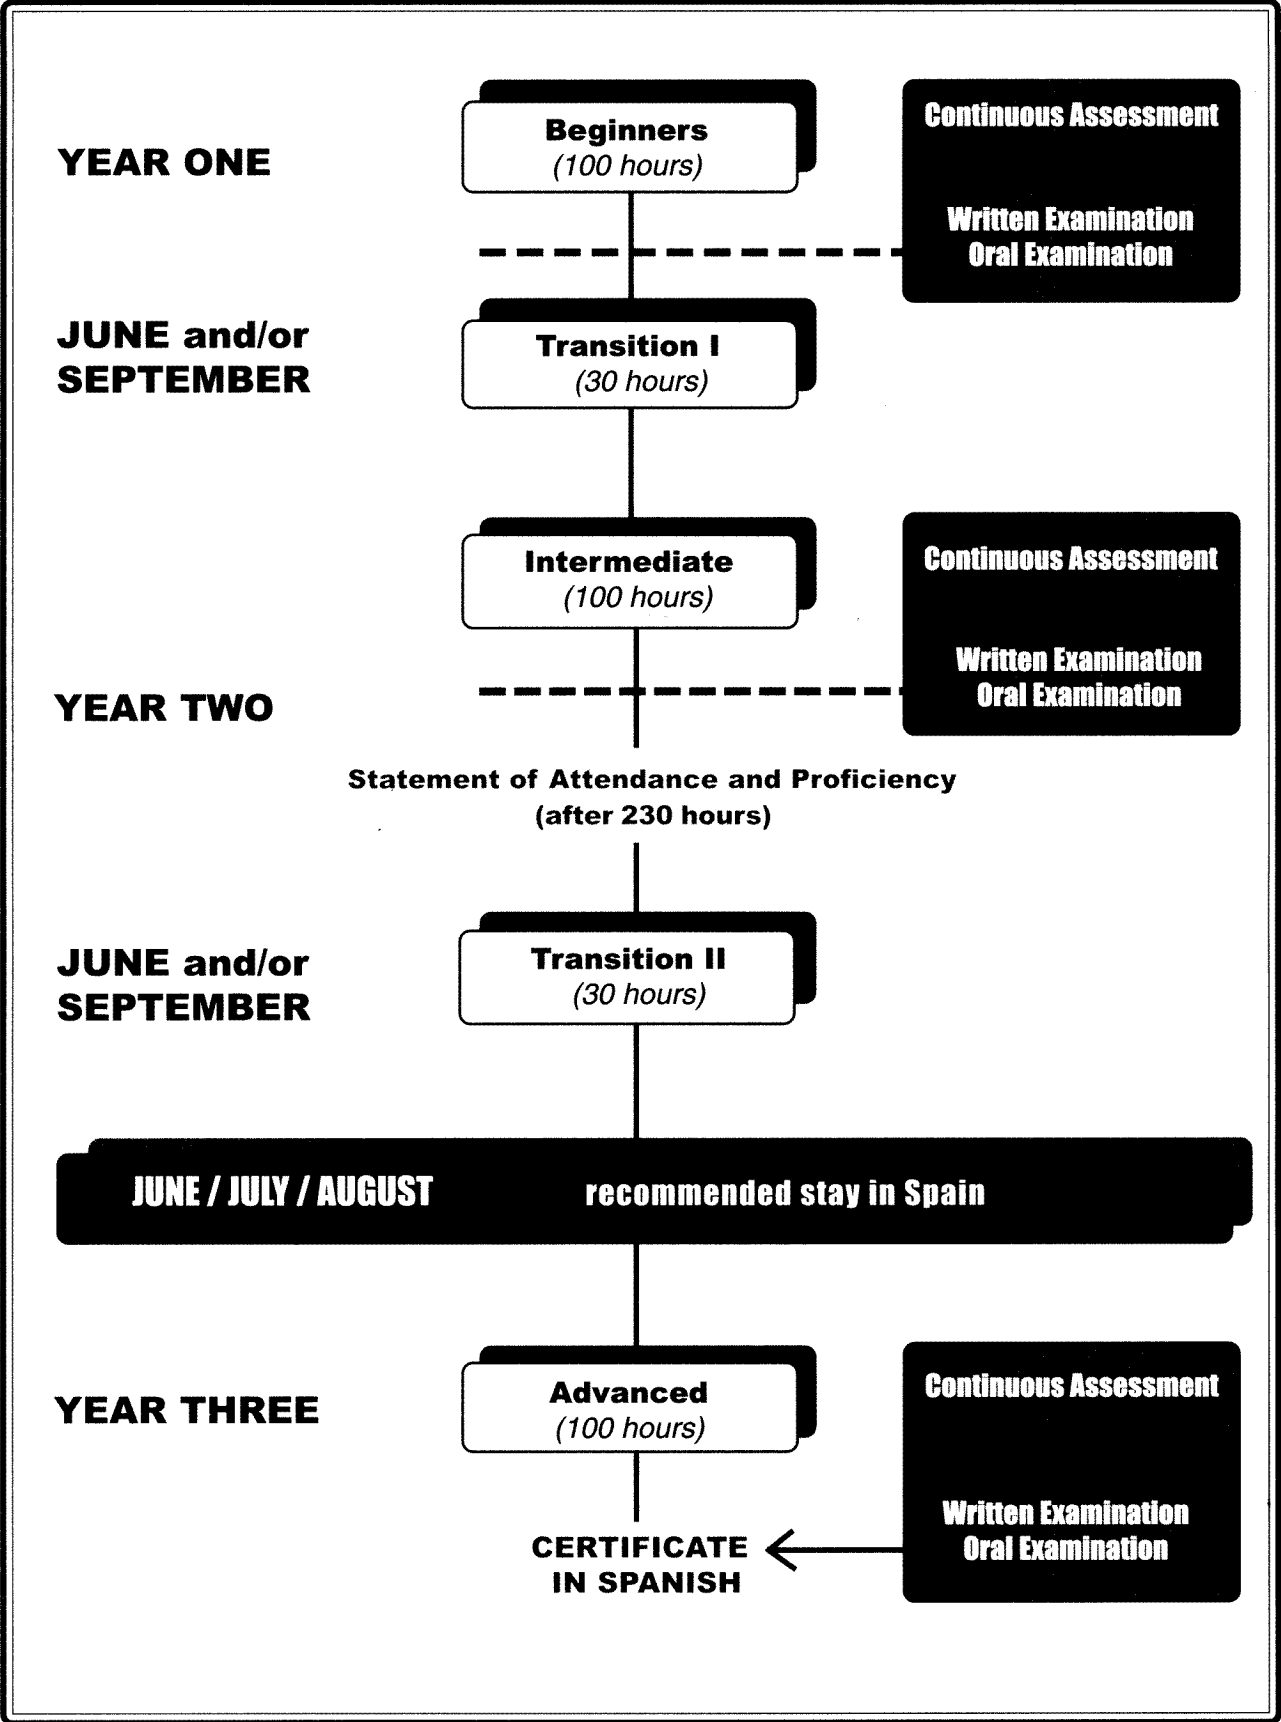 YEAR ONE
Beginners
(100 hours)
Continuous Assessment
Written Examination
Oral Examination
JUNE and/or
SEPTEMBER
Transition I
(30 hours)
Intermediate
(100 hours)
Continuous Assessment
Written Examination
Oral Examination
YEAR TWO
Statement of Attendance and Proficiency
(after 230 hours)
JUNE and/or
SEPTEMBER
Transition II
(30 hours)
JUNE / JULY / AUGUST recommended stay in Spain
YEAR THREE
Advanced
(100 hours)
Continuous Assessment
Written Examination
Oral Examination
CERTIFICATE
IN SPANISH